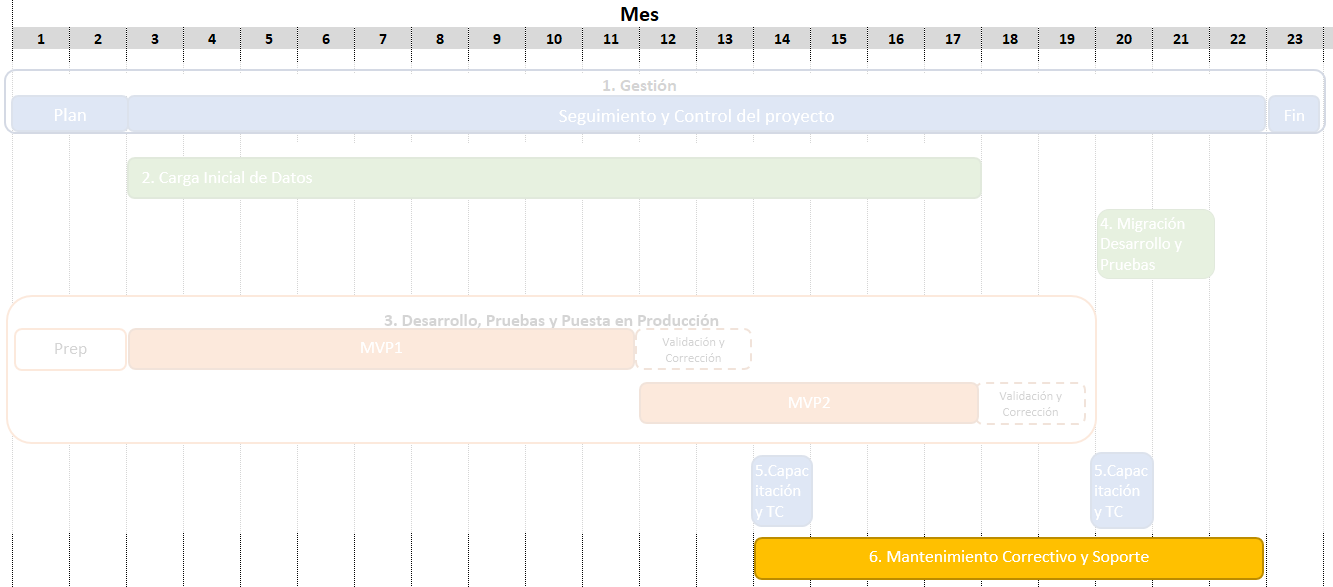 Mes
1 2 3 4 5 6 7 8 9 10 11 12 13 14 15 16 17 18 19 20 21 22 23
1. Gestión
Plan
Seguimiento y Control del proyecto
Fin
2. Carga Inicial de Datos
4. Migración
Desarrollo y
Pruebas
3. Desarrollo, Pruebas y Puesta en Producción
Prep
MVP1
Validación y
Corrección
MVP2
Validación y
Corrección
5.Capac
itación
y TC
5.Capac
itación
y TC
6. Mantenimiento Correctivo y Soporte